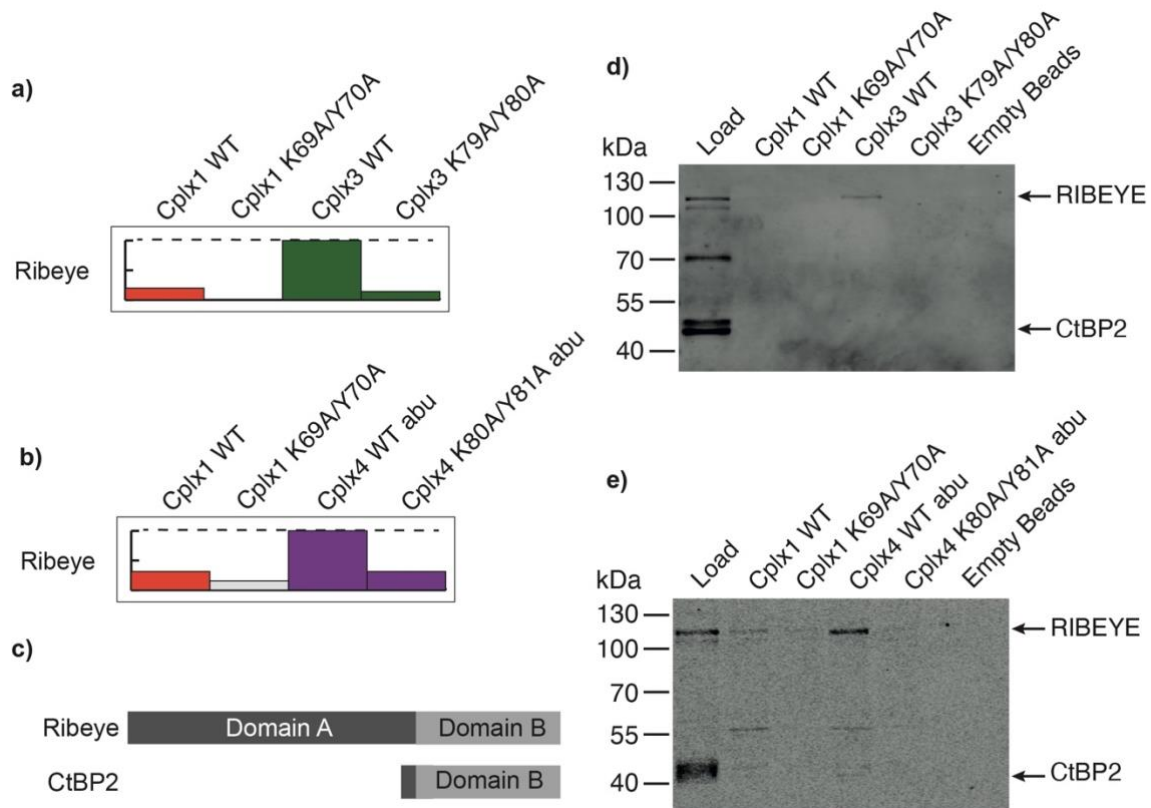 a)
Cplx1 WT
Cplx1 K69A/Y70A
Cplx3 WT
Cplx3 K79A/Y80A
Ribeye
b)
Cplx1 WT
Cplx1 K69A/Y70A
Cplx4 WT abu
Cplx4 K80A/Y81A abu
Ribeye
c)
Ribeye Domain A Domain B
CtBP2 Domain B
d)
Load
Cplx1 WT
Cplx1 K69A/Y70A
Cplx3 WT
Cplx3 K79A/Y80A
Empty Beads
kDa
130
RIBEYE
100
70
55
CtBP2
40
e)
Load
Cplx1 WT
Cplx1 K69A/Y70A
Cplx4 WT abu
Cplx4 K80A/Y81A abu
Empty Beads
kDa
130
RIBEYE
100
70
55
CtBP2
40